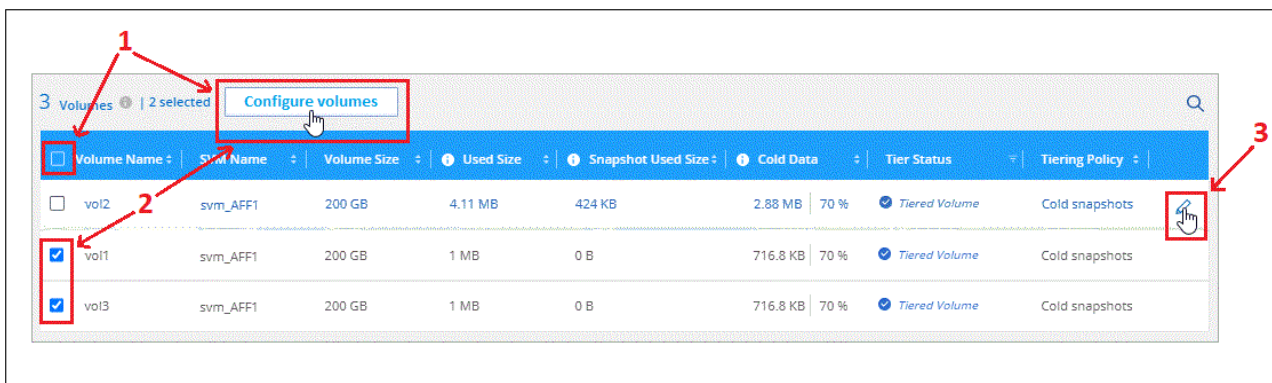 1
3 Volumes | 2 selected Configure volumes
3
Volume Name SVM Name Volume Size Used Size Snapshot Used Size Cold Data Tier Status Tiering Policy
2
vol2 svm_AFF1 200 GB 4.11 MB 424 KB 2.88 MB 70 % Tiered Volume Cold snapshots
vol1 svm_AFF1 200 GB 1 MB 0 B 716.8 KB 70 % Tiered Volume Cold snapshots
vol3 svm_AFF1 200 GB 1 MB 0 B 716.8 KB 70 % Tiered Volume Cold snapshots